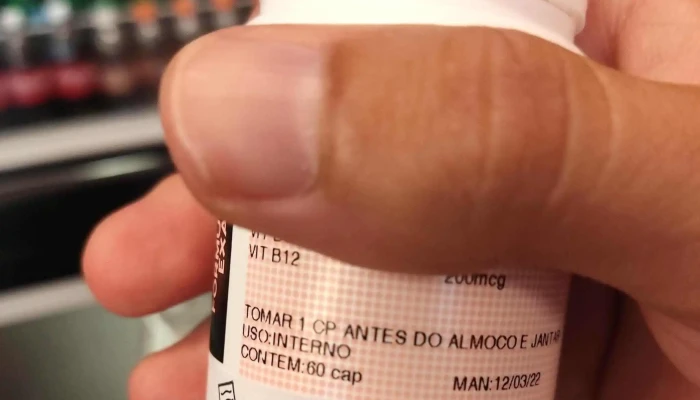 VIT B12
200mcg
TOMAR 1 CP ANTES DO ALMOCO E JANTAR
USO:INTERNO
CONTEM:60 cap
MAN:12/03/22